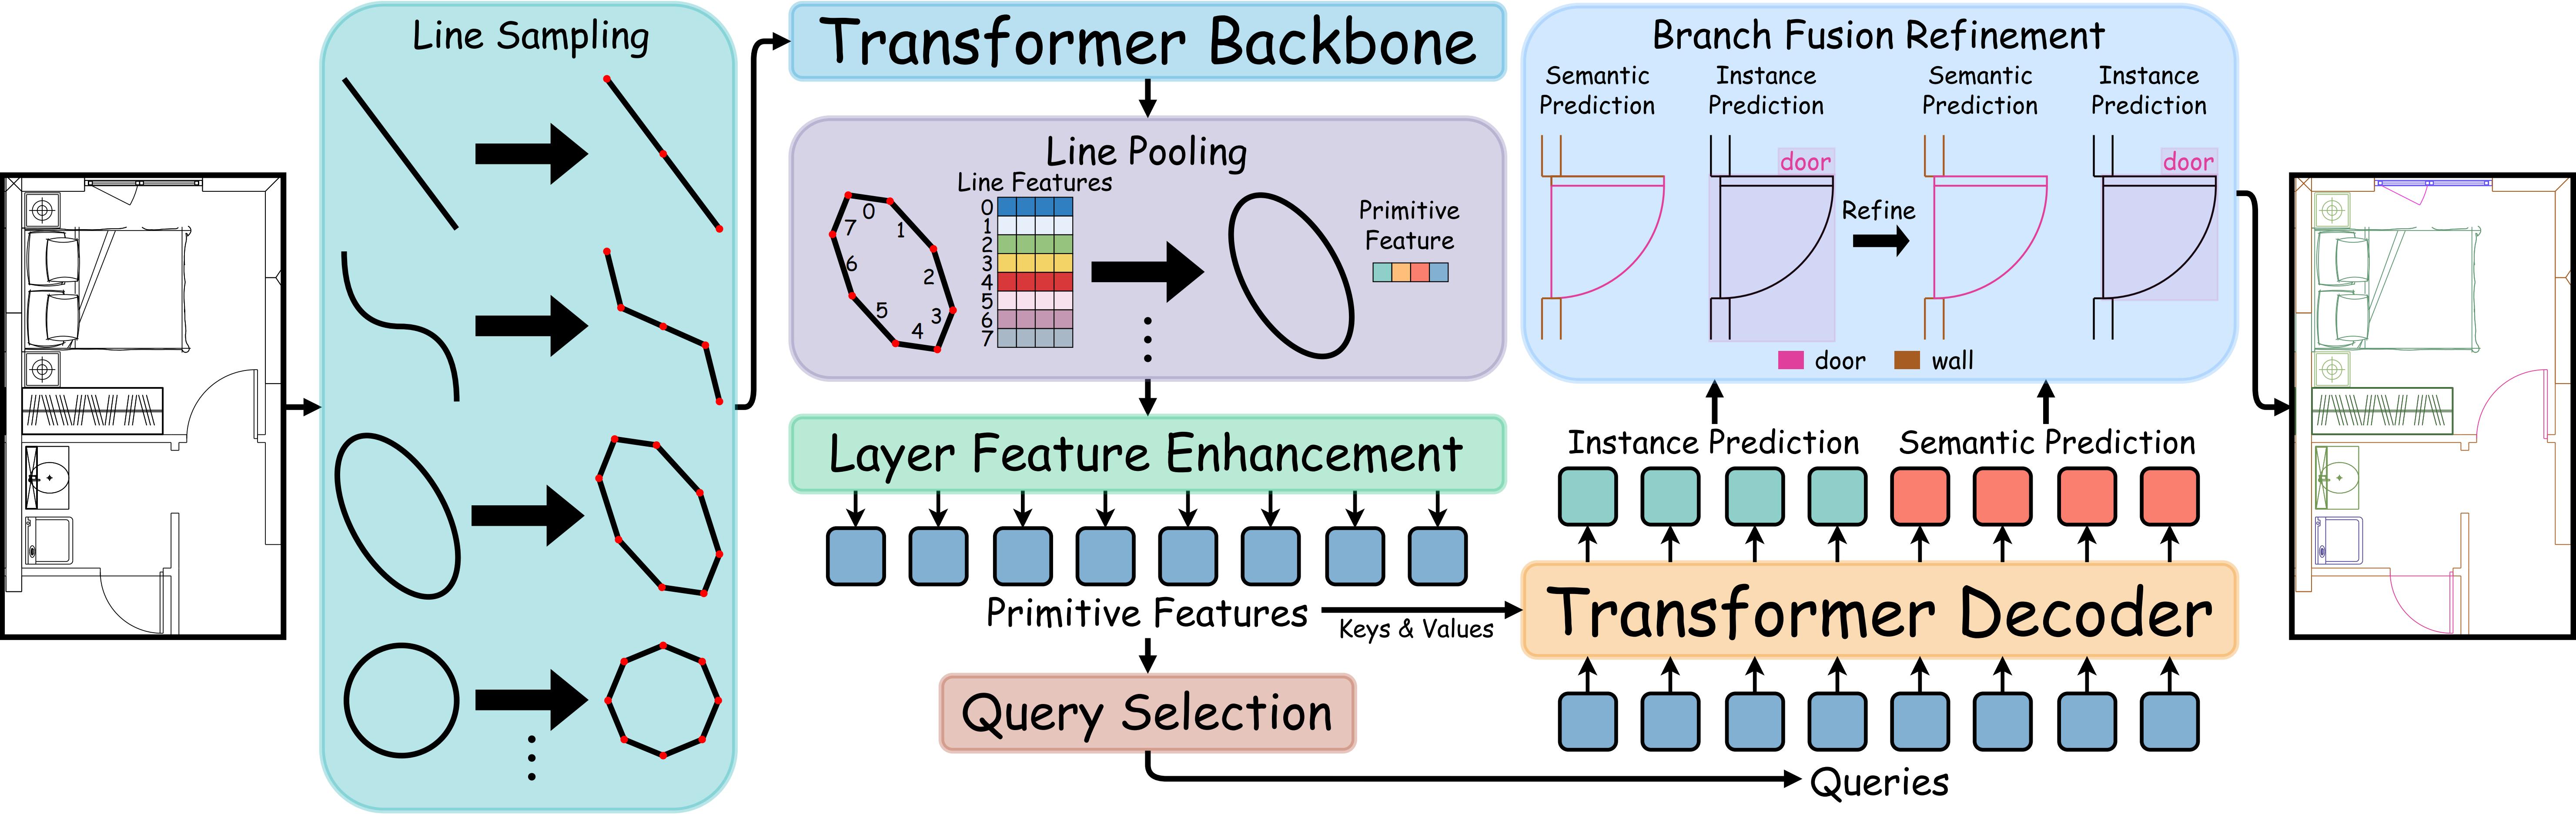 Line Sampling
Transformer Backbone
Line Pooling
Line Features
0
1
2
3
4
5
6
7
0
1
2
3
4
5
6
7
Primitive
Feature
Layer Feature Enhancement
Primitive Features
Keys & Values
Query Selection
Queries
Transformer Decoder
Instance Prediction
Semantic Prediction
Branch Fusion Refinement
Semantic
Prediction
Instance
Prediction
door
Refine
Semantic
Prediction
Instance
Prediction
door
door
wall